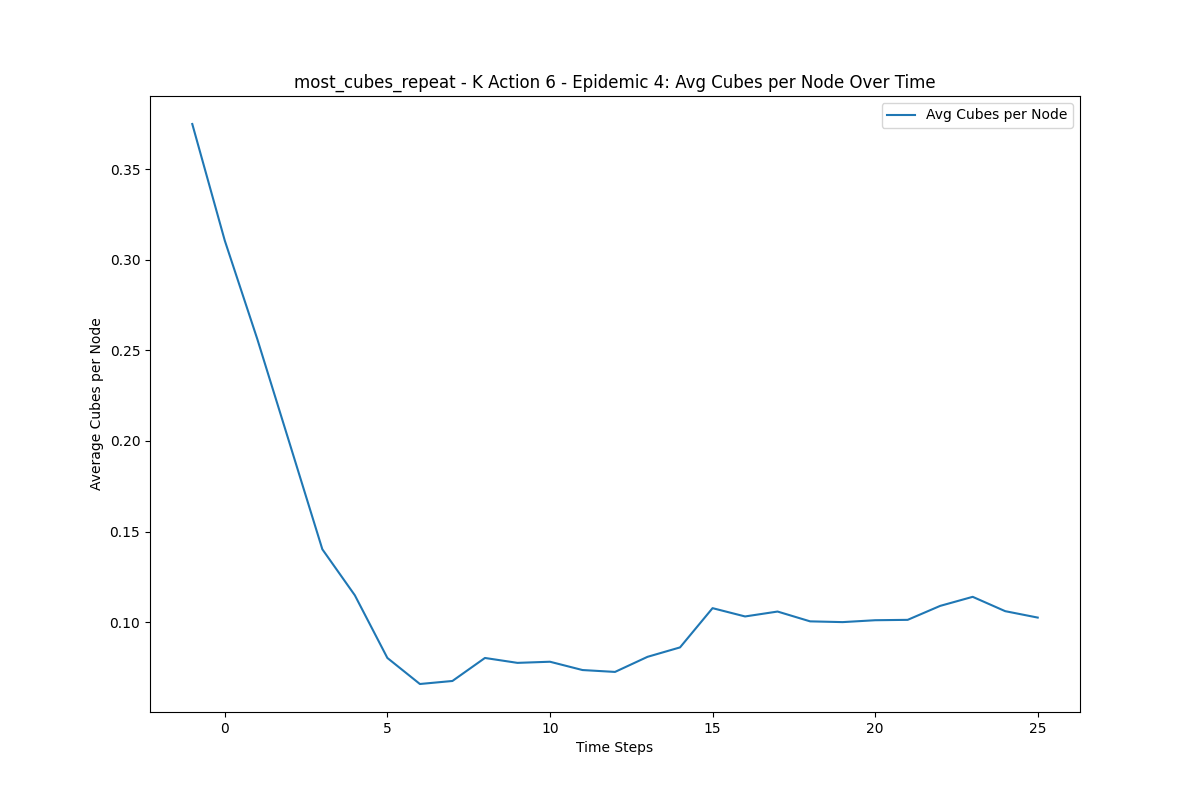 most_cubes_repeat - K Action 6 - Epidemic 4: Avg Cubes per Node Over Time
Avg Cubes per Node
Average Cubes per Node
0.35
0.30
0.25
0.20
0.15
0.10
0 5 10 15 20 25
Time Steps